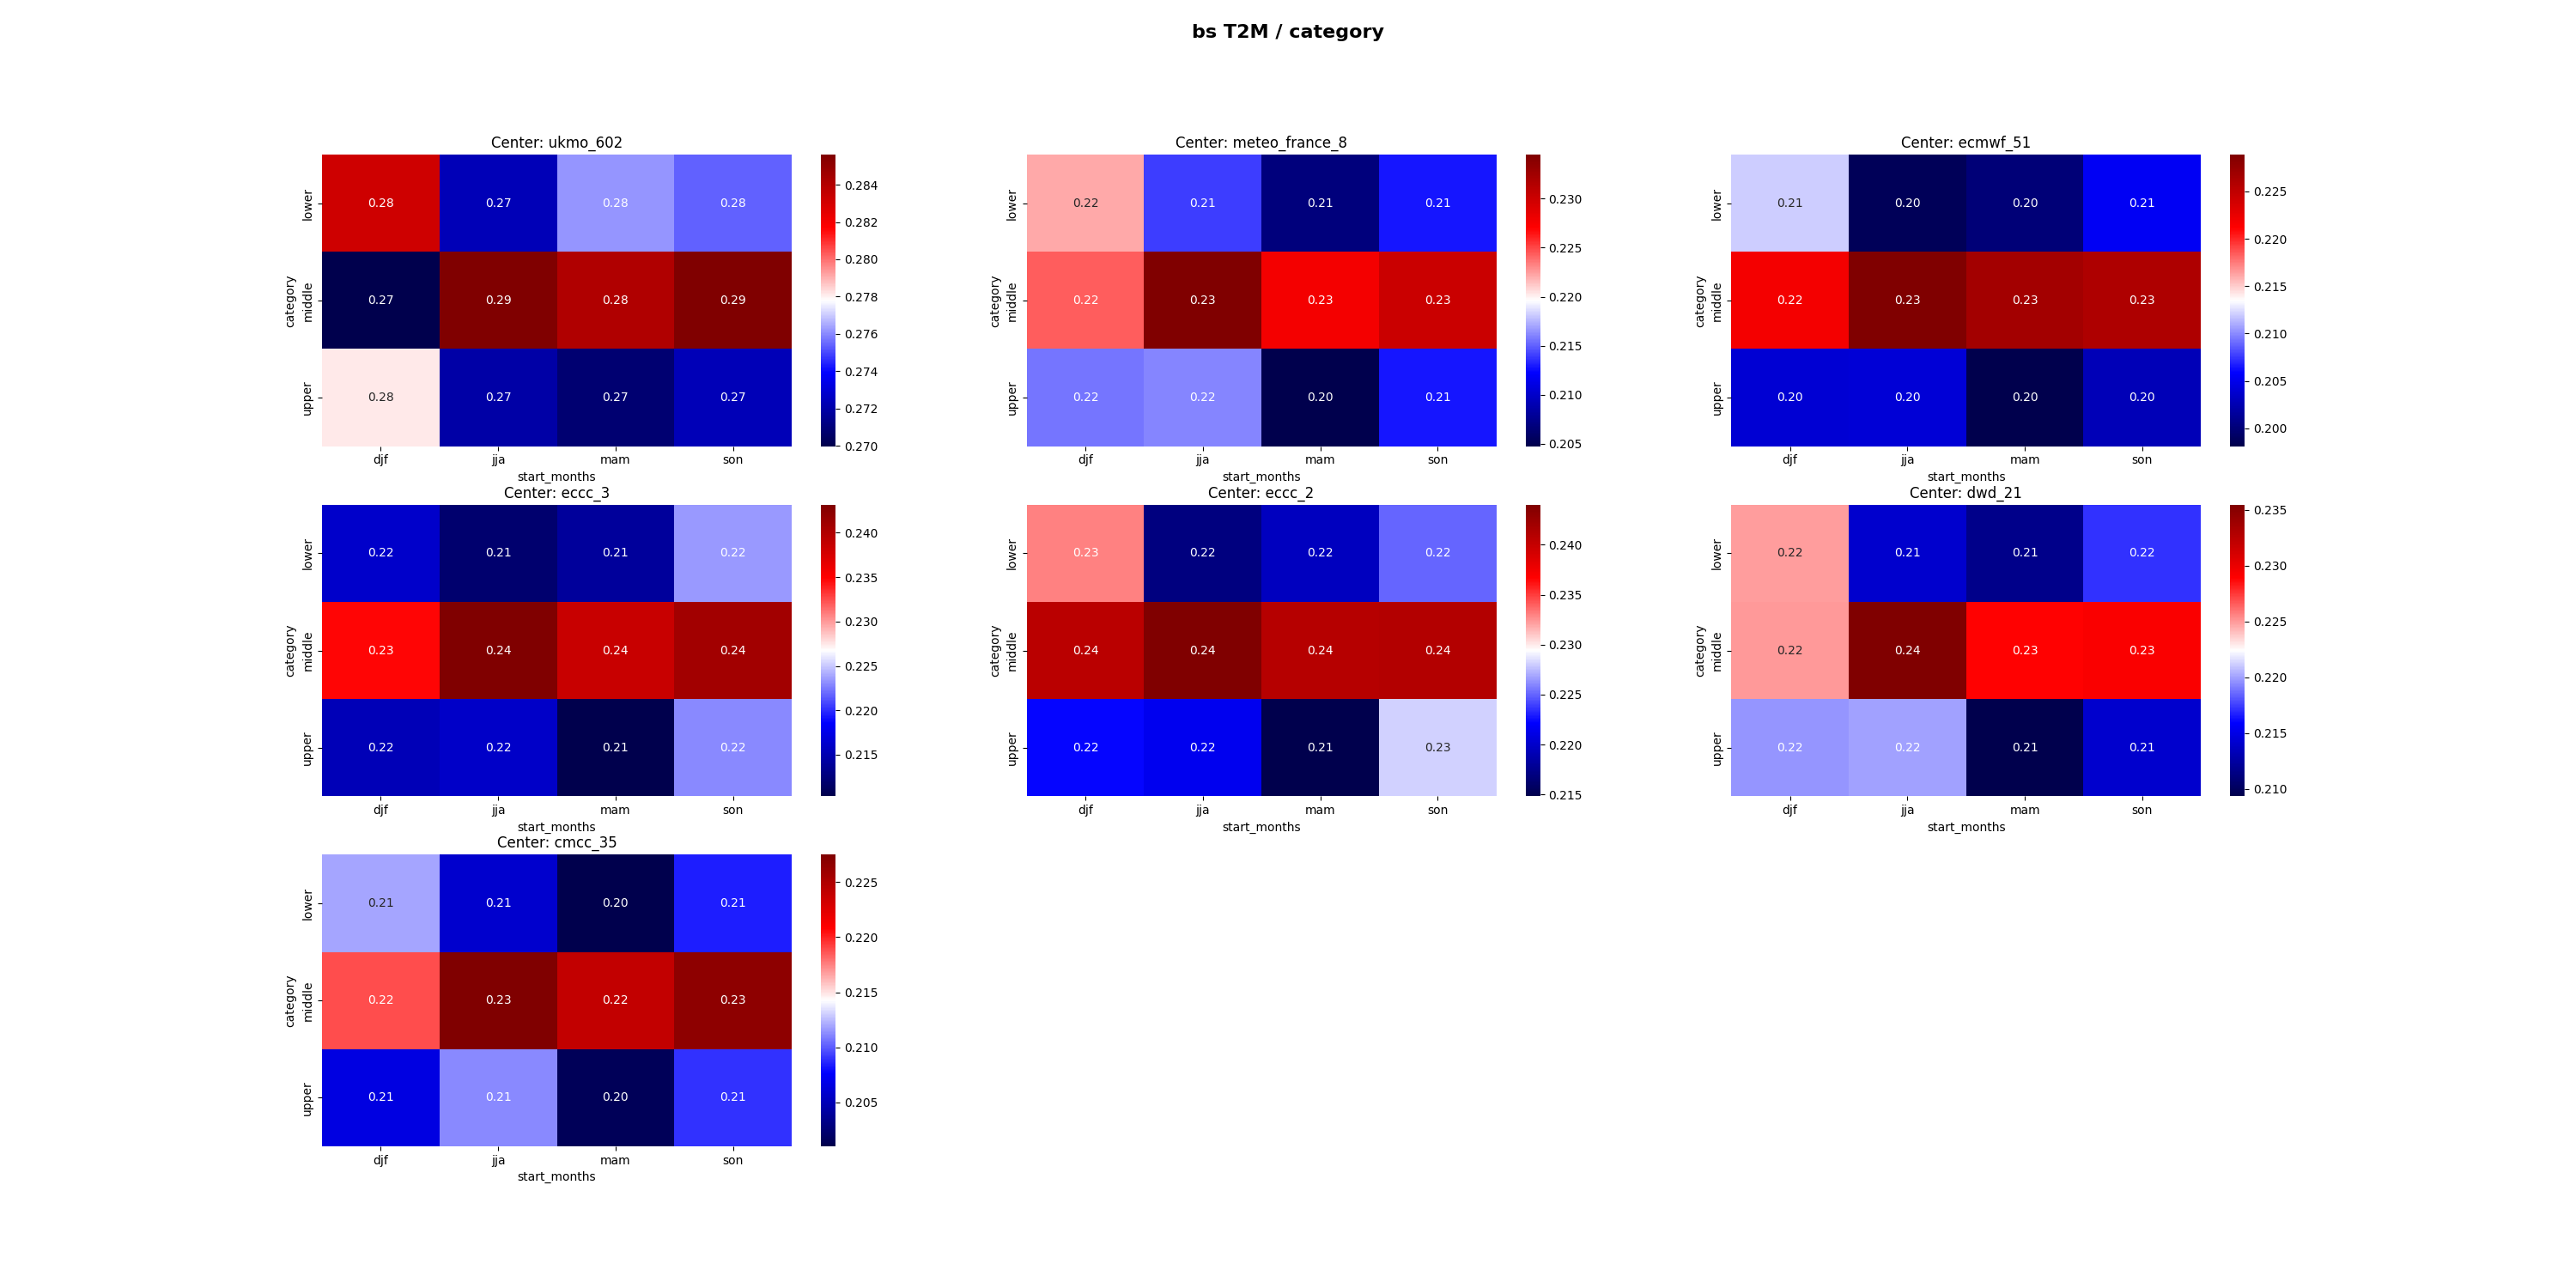 bs T2M / category
Center: ukmo_602
lower 0.28 0.27 0.28 0.28
category
middle 0.27 0.29 0.28 0.29
upper 0.28 0.27 0.27 0.27
djf jja mam son
start_months
0.284
0.282
0.280
0.278
0.276
0.274
0.272
0.270
Center: meteo_france_8
lower 0.22 0.21 0.21 0.21
category
middle 0.22 0.23 0.23 0.23
upper 0.22 0.22 0.20 0.21
djf jja mam son
start_months
0.230
0.225
0.220
0.215
0.210
0.205
Center: ecmwf_51
lower 0.21 0.20 0.20 0.21
category
middle 0.22 0.23 0.23 0.23
upper 0.20 0.20 0.20 0.20
djf jja mam son
start_months
0.225
0.220
0.215
0.210
0.205
0.200
Center: eccc_3
lower 0.22 0.21 0.21 0.22
category
middle 0.23 0.24 0.24 0.24
upper 0.22 0.22 0.21 0.22
djf jja mam son
start_months
0.240
0.235
0.230
0.225
0.220
0.215
Center: eccc_2
lower 0.23 0.22 0.22 0.22
category
middle 0.24 0.24 0.24 0.24
upper 0.22 0.22 0.21 0.23
djf jja mam son
start_months
0.240
0.235
0.230
0.225
0.220
0.215
Center: dwd_21
lower 0.22 0.21 0.21 0.22
category
middle 0.22 0.24 0.23 0.23
upper 0.22 0.22 0.21 0.21
djf jja mam son
start_months
0.235
0.230
0.225
0.220
0.215
0.210
Center: cmcc_35
lower 0.21 0.21 0.20 0.21
category
middle 0.22 0.23 0.22 0.23
upper 0.21 0.21 0.20 0.21
djf jja mam son
start_months
0.225
0.220
0.215
0.210
0.205